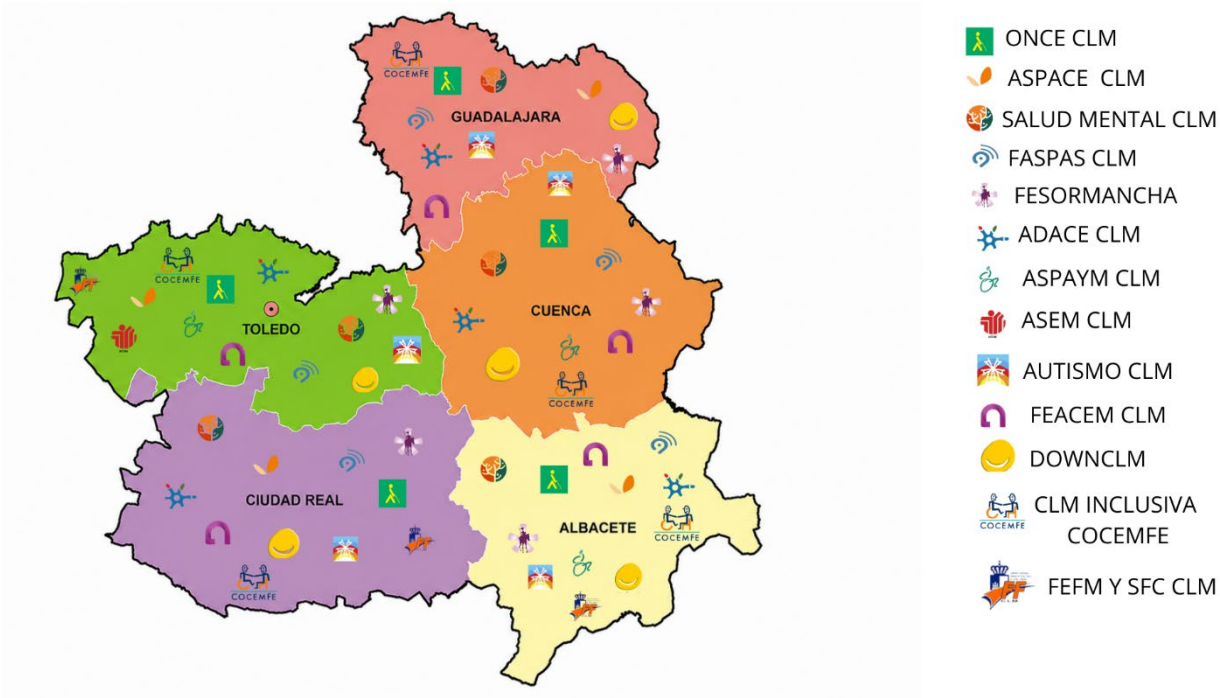 COCEMFE
GUADALAJARA
COCEMFE
TOLEDO
CUENCA
COCEMFE
CIUDAD REAL
COCEMFE
ALBACETE
COCEMFE
ONCE CLM
ASPACE CLM
SALUD MENTAL CLM
FASPAS CLM
FESORMANCHA
ADACE CLM
ASPAYM CLM
ASEM CLM
AUTISMO CLM
FEACEM CLM
DOWNCLM
COCEMFE
CLM INCLUSIVA
COCEMFE
FEFM Y SFC CLM